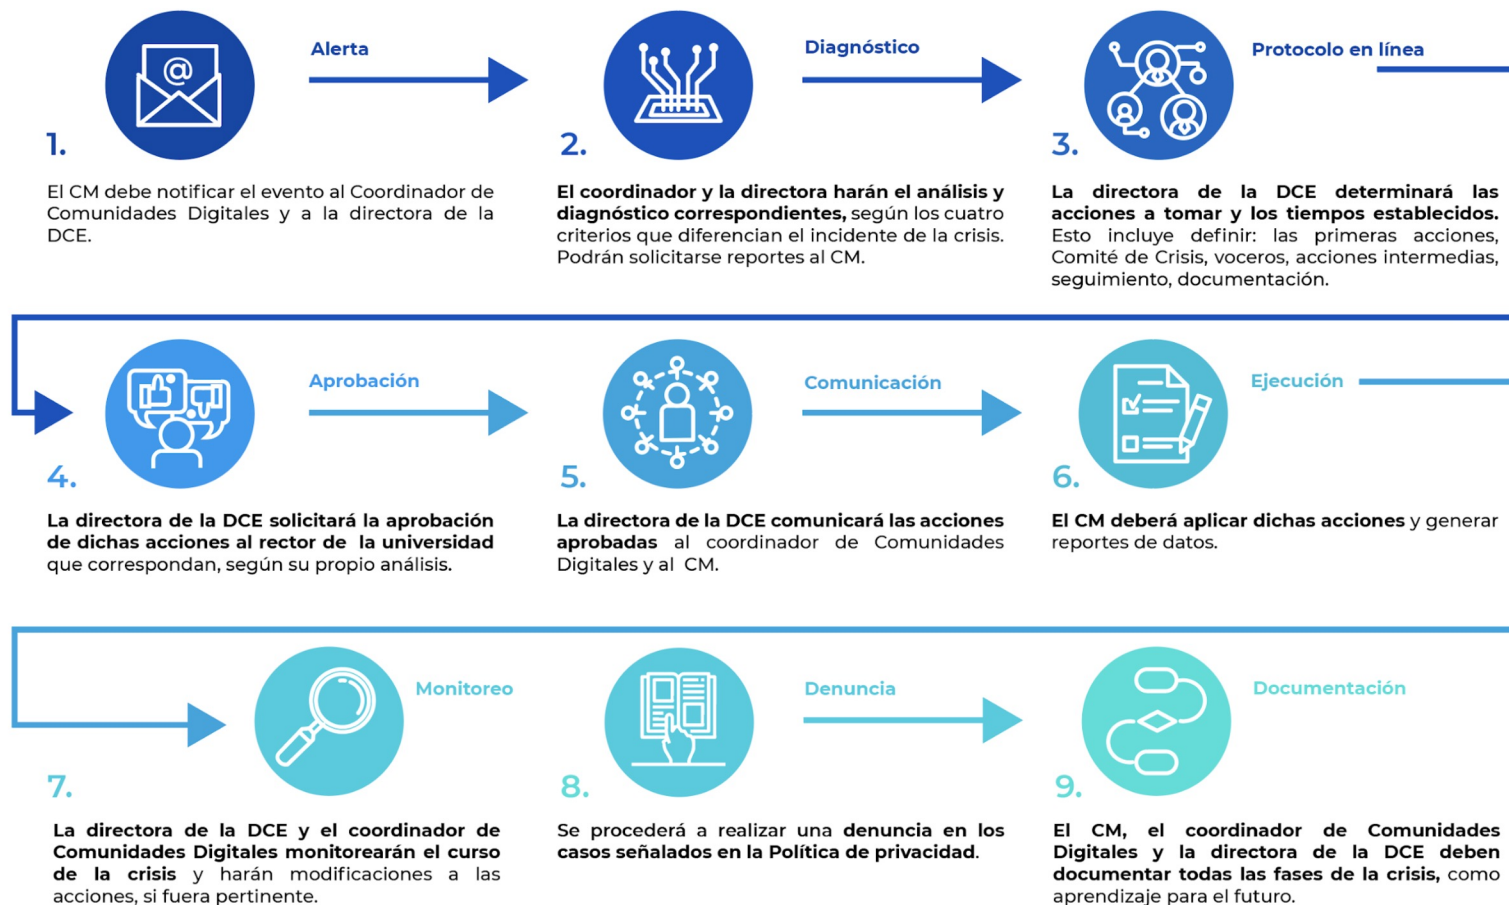 Alerta
Diagnóstico
Protocolo en línea
@
1.
2.
3.
El CM debe notificar el evento al Coordinador de
Comunidades Digitales y a la directora de la
DCE.
El coordinador y la directora harán el análisis y
diagnóstico correspondientes, según los cuatro
criterios que diferencian el incidente de la crisis.
Podrán solicitarse reportes al CM.
La directora de la DCE determinará las
acciones a tomar y los tiempos establecidos.
Esto incluye definir: las primeras acciones,
Comité de Crisis, voceros, acciones intermedias,
seguimiento, documentación.
Aprobación
Comunicación
Ejecución
4.
5.
6.
La directora de la DCE solicitará la aprobación
de dichas acciones al rector de la universidad
que correspondan, según su propio análisis.
La directora de la DCE comunicará las acciones
aprobadas al coordinador de Comunidades
Digitales y al CM.
El CM deberá aplicar dichas acciones y generar
reportes de datos.
Monitoreo
Denuncia
Documentación
7.
8.
9.
La directora de la DCE y el coordinador de
Comunidades Digitales monitorearán el curso
de la crisis y harán modificaciones a las
acciones, si fuera pertinente.
Se procederá a realizar una denuncia en los
casos señalados en la Política de privacidad.
El CM, el coordinador de Comunidades
Digitales y la directora de la DCE deben
documentar todas las fases de la crisis, como
aprendizaje para el futuro.